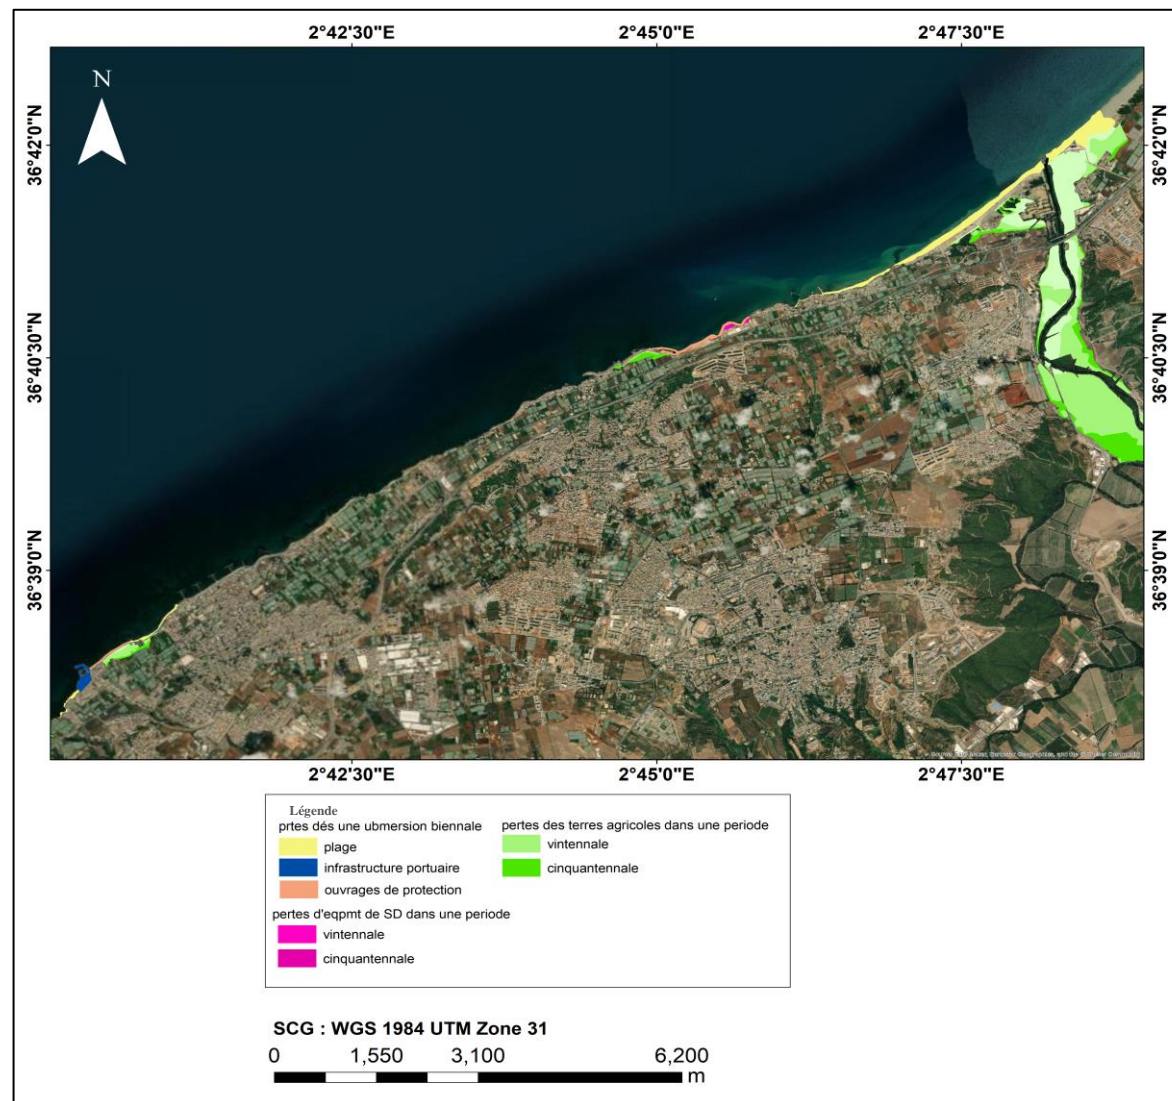 2°42'30"E 2°45'0"E 2°47'30"E
N
36°42'0"N 36°42'0"N
36°40'30"N 36°40'30"N
36°39'0"N 36°39'0"N
2°42'30"E 2°45'0"E 2°47'30"E
Légende
prtes dés une ubmersion biennale
plage
infrastructure portuaire
ouvrages de protection
pertes d'eqpmt de SD dans une periode
vintennale
cinquantennale
pertes des terres agricoles dans une periode
vintennale
cinquantennale
SCG : WGS 1984 UTM Zone 31
0 1,550 3,100 6,200
m